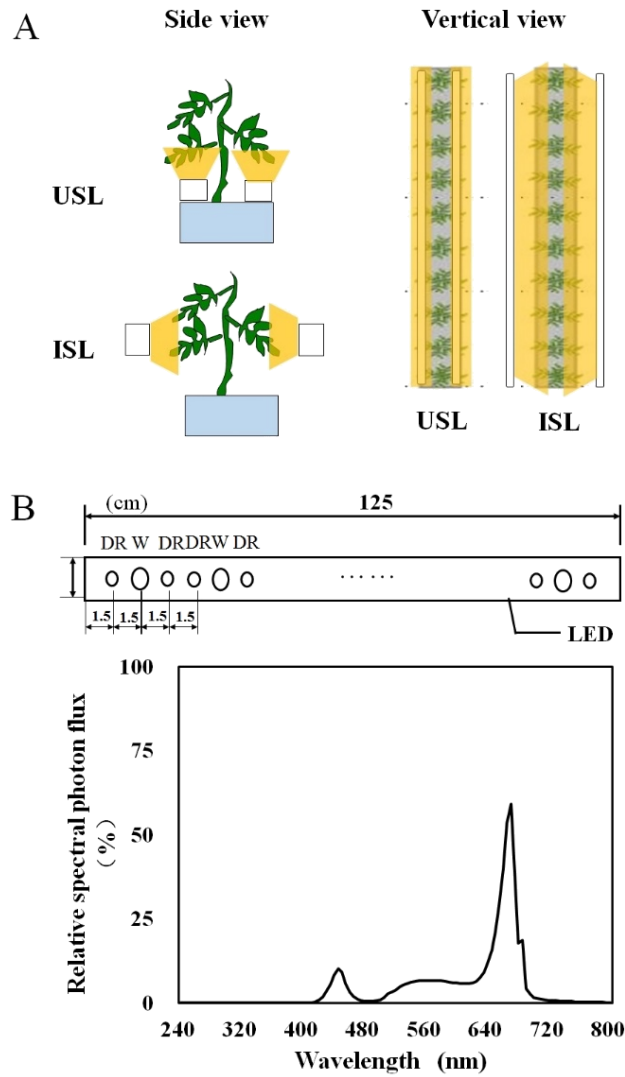 A
Side view
Vertical view
USL
ISL
USL
ISL
B
(cm)
125
DR W DR DR W DR
...... 
1.5 1.5 1.5 1.5
LED
Relative spectral photon flux
(%)
100
75
50
25
0
240 320 400 480 560 640 720 800
Wavelength (nm)